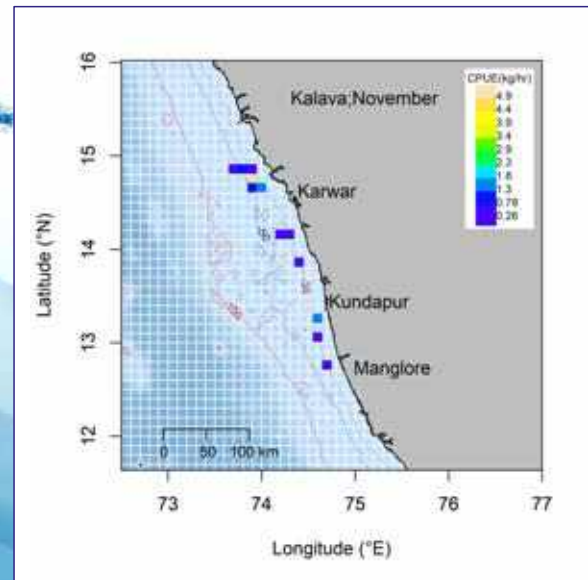 CPUE(kg/hr)
Kalava;November
4.9
4.4
3.9
3.4
2.9
2.3
1.8
1.3
0.78
0.26
Karwar
Kundapur
Manglore
16
15
14
13
12
Latitude (°N)
0 50 100 km
73 74 75 76 77
Longitude (°E)